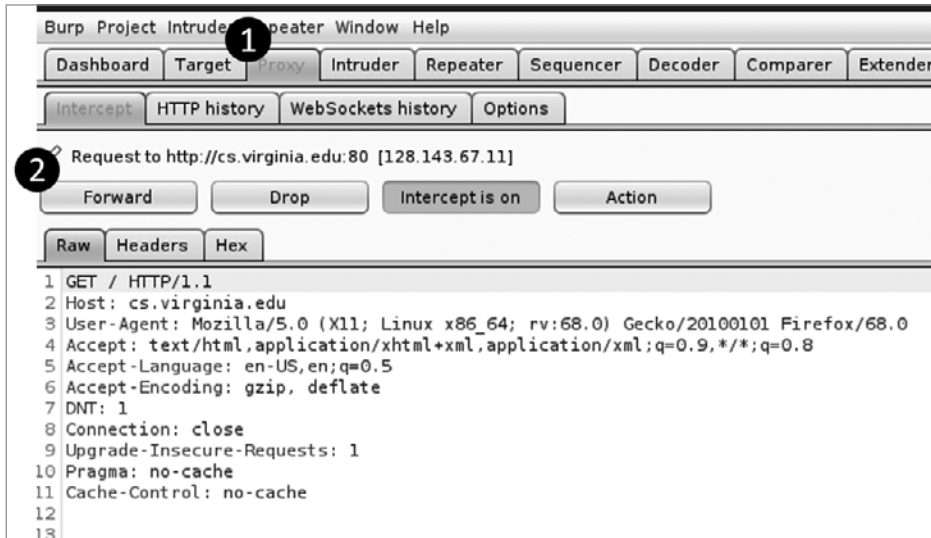 Burp Project Intruder Repeater Window Help
1
Dashboard Target Proxy Intruder Repeater Sequencer Decoder Comparer Extender
Intercept HTTP history WebSockets history Options
2 Request to http://cs.virginia.edu:80 [128.143.67.11]
Forward Drop Intercept is on Action
Raw Headers Hex
1 GET / HTTP/1.1
2 Host: cs.virginia.edu
3 User-Agent: Mozilla/5.0 (X11; Linux x86_64; rv:68.0) Gecko/20100101 Firefox/68.0
4 Accept: text/html,application/xhtml+xml,application/xml;q=0.9,*/*;q=0.8
5 Accept-Language: en-US,en;q=0.5
6 Accept-Encoding: gzip, deflate
7 DNT: 1
8 Connection: close
9 Upgrade-Insecure-Requests: 1
10 Pragma: no-cache
11 Cache-Control: no-cache
12
13